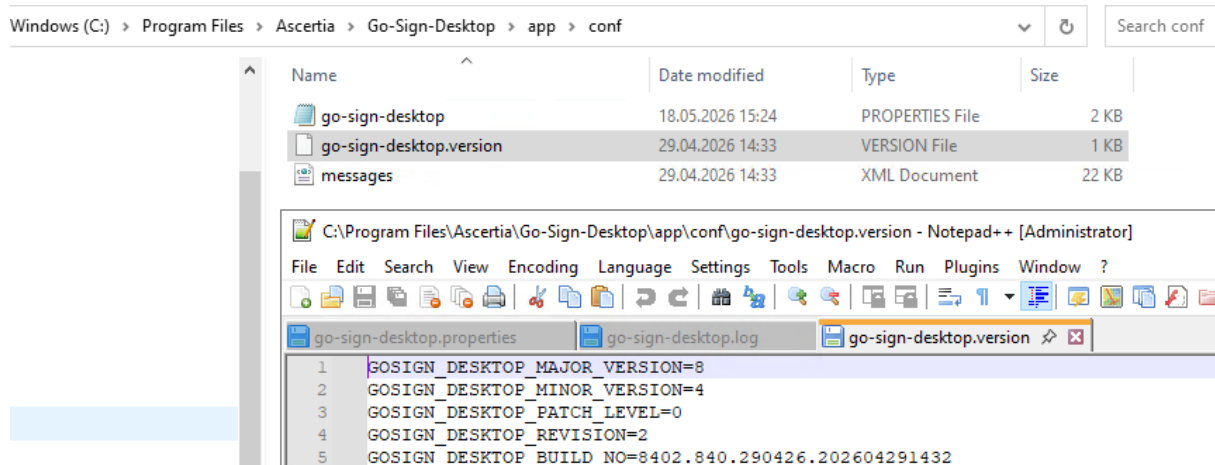 Windows (C:) > Program Files > Ascertia > Go-Sign-Desktop > app > conf
Search conf
Name Date modified Type Size
go-sign-desktop 18.05.2026 15:24 PROPERTIES File 2 KB
go-sign-desktop.version 29.04.2026 14:33 VERSION File 1 KB
messages 29.04.2026 14:33 XML Document 22 KB
C:\Program Files\Ascertia\Go-Sign-Desktop\app\conf\go-sign-desktop.version - Notepad++ [Administrator]
File Edit Search View Encoding Language Settings Tools Macro Run Plugins Window ?
go-sign-desktop.properties go-sign-desktop.log go-sign-desktop.version
1 GOSIGN_DESKTOP_MAJOR_VERSION=8
2 GOSIGN_DESKTOP_MINOR_VERSION=4
3 GOSIGN_DESKTOP_PATCH_LEVEL=0
4 GOSIGN_DESKTOP_REVISION=2
5 GOSIGN_DESKTOP_BUILD_NO=8402.840.290426.202604291432